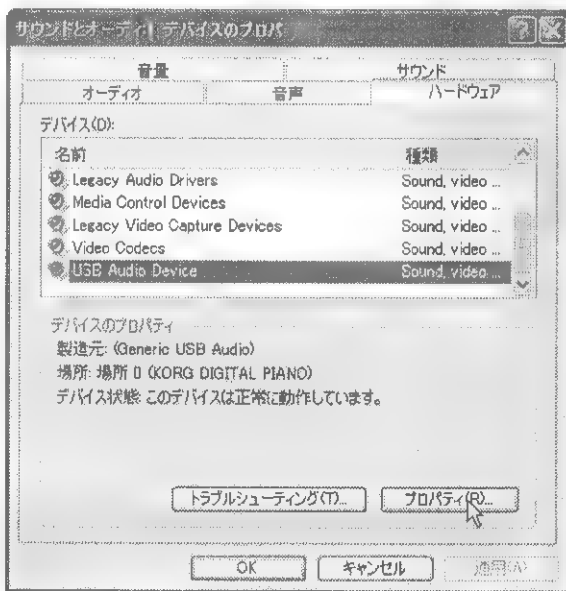 サウンドとオーディオ デバイスのプロパ
音量 サウンド
オーディオ 音声 ハードウェア
デバイス(D):
名前 種類
Legacy Audio Drivers Sound, video ...
Media Control Devices Sound, video ...
Legacy Video Capture Devices Sound, video ...
Video Codecs Sound, video ...
USB Audio Device Sound, video ...
デバイスのプロパティ
製造元: (Generic USB Audio)
場所: 場所 0 (KORG DIGITAL PIANO)
デバイス状態: このデバイスは正常に動作しています。
トラブルシューティング(T)... プロパティ(R)...
OK キャンセル 適用(A)